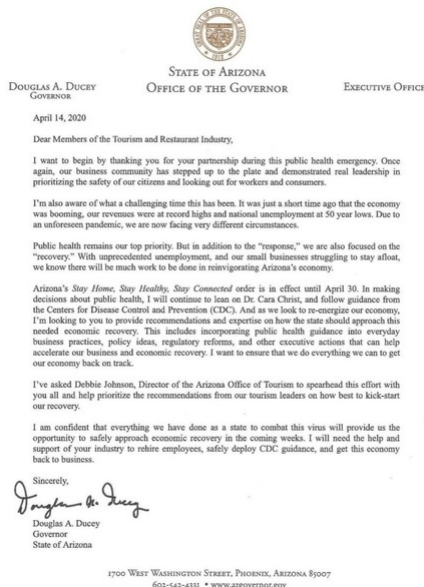 STATE OF ARIZONA
DOUGLAS A. DUCEY
GOVERNOR
OFFICE OF THE GOVERNOR
EXECUTIVE OFFICE
April 14, 2020
Dear Members of the Tourism and Restaurant Industry,
I want to begin by thanking you for your partnership during this public health emergency. Once
again, our business community has stepped up to the plate and demonstrated real leadership in
prioritizing the safety of our citizens and looking out for workers and consumers.
I'm also aware of what a challenging time this has been. It was just a short time ago that the economy
was booming, our revenues were at record highs and national unemployment at 50 year lows. Due to
an unforeseen pandemic, we are now facing very different circumstances.
Public health remains our top priority. But in addition to the "response," we are also focused on the
"recovery." With unprecedented unemployment, and our small businesses struggling to stay afloat,
we know there will be much work to be done in reinvigorating Arizona's economy.
Arizona's Stay Home, Stay Healthy, Stay Connected order is in effect until April 30. In making
decisions about public health, I will continue to lean on Dr. Cara Christ, and follow guidance from
the Centers for Disease Control and Prevention (CDC). And as we look to re-energize our economy,
I'm looking to you to provide recommendations and expertise on how the state should approach this
needed economic recovery. This includes incorporating public health guidance into everyday
business practices, policy ideas, regulatory reforms, and other executive actions that can help
accelerate our business and economic recovery. I want to ensure that we do everything we can to get
our economy back on track.
I've asked Debbie Johnson, Director of the Arizona Office of Tourism to spearhead this effort with
you all and help prioritize the recommendations from our tourism leaders on how best to kick-start
our recovery.
I am confident that everything we have done as a state to combat this virus will provide us the
opportunity to safely approach economic recovery in the coming weeks. I will need the help and
support of your industry to rehire employees, safely deploy CDC guidance, and get this economy
back to business.
Sincerely,
Douglas A. Ducey
Douglas A. Ducey
Governor
State of Arizona
1700 WEST WASHINGTON STREET, PHOENIX, ARIZONA 85007
602-542-4331 • www.azgovernor.gov